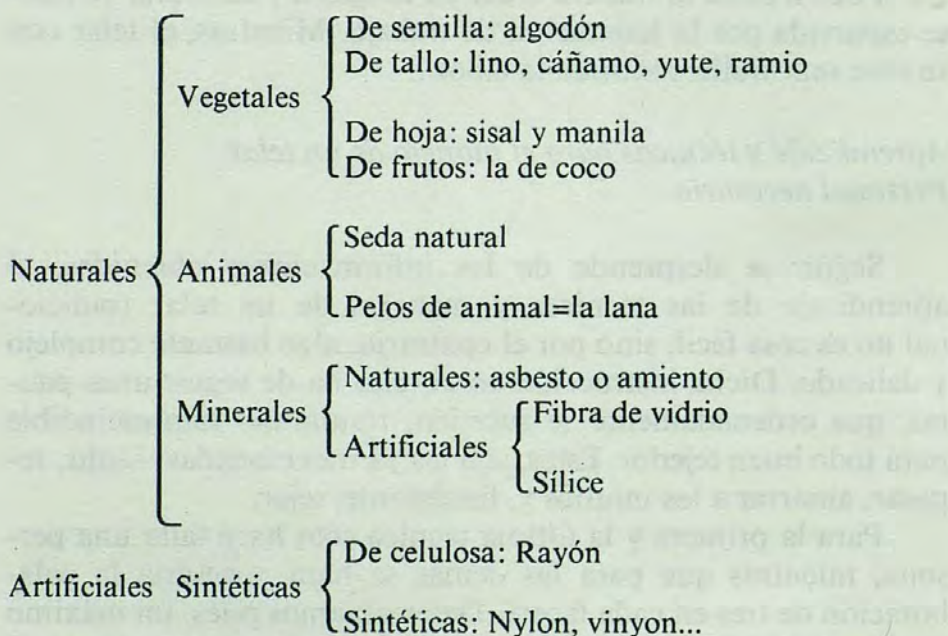 De semilla: algodón
De tallo: lino, cáñamo, yute, ramio
Vegetales
De hoja: sisal y manila
De frutos: la de coco
Seda natural
Naturales Animales
Pelos de animal=la lana
Naturales: asbesto o amiento
Minerales
Fibra de vidrio
Artificiales
Sílice
De celulosa: Rayón
Artificiales Sintéticas
Sintéticas: Nylon, vinyon...